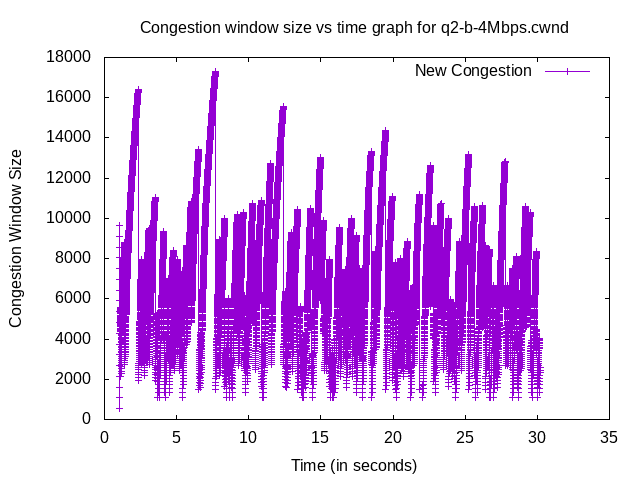 Congestion window size vs time graph for q2-b-4Mbps.cwnd
New Congestion
18000
16000
14000
12000
10000
8000
6000
4000
2000
0
Congestion Window Size
0 5 10 15 20 25 30 35
Time (in seconds)